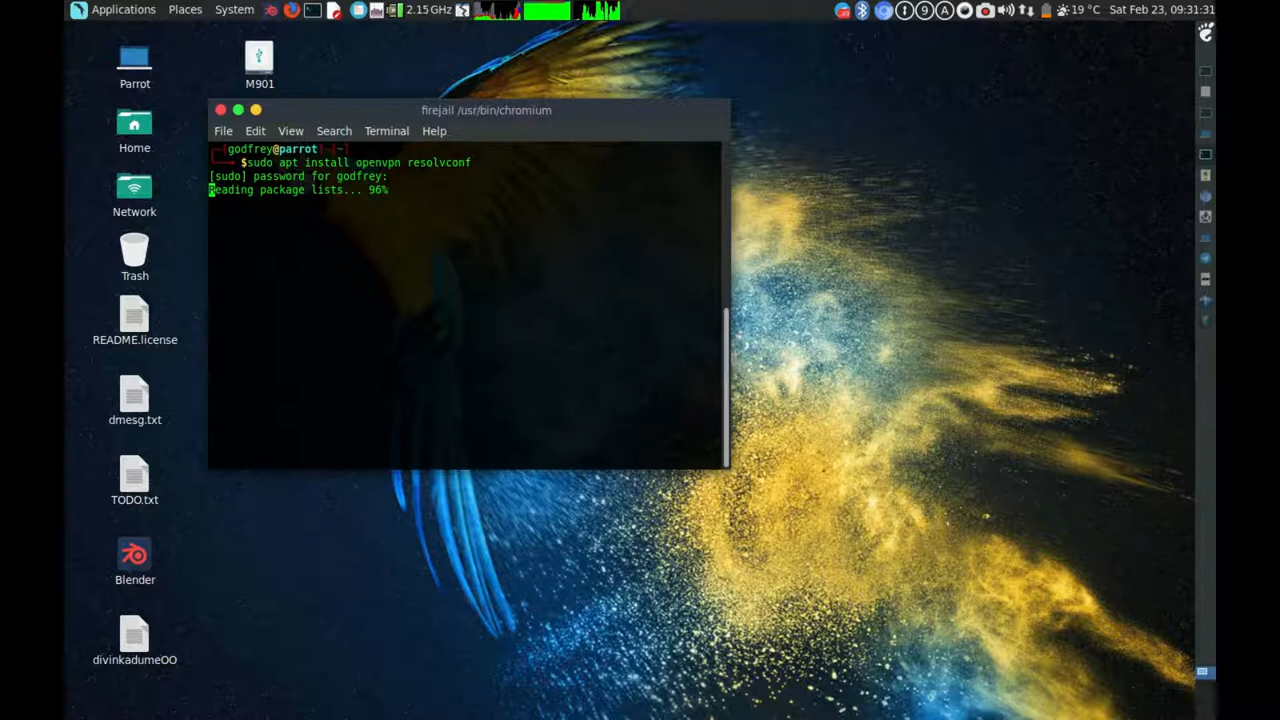 Applications Places System 2.15 GHz 19 °C Sat Feb 23, 09:31:31
Parrot
M901
Home
Network
Trash
README.license
dmesg.txt
TODO.txt
Blender
divinkadumeOO
firejail /usr/bin/chromium
File Edit View Search Terminal Help
[godfrey@parrot]─[~]
$sudo apt install openvpn resolvconf
[sudo] password for godfrey:
Reading package lists... 96%